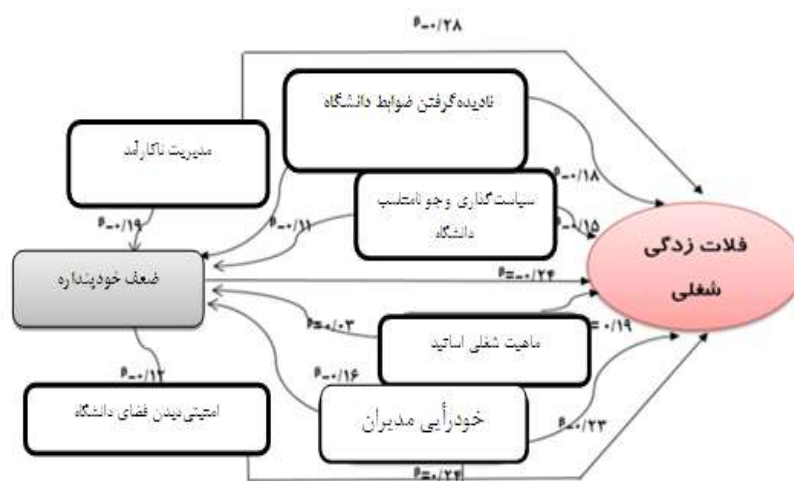 β=۰/۲۸
نادیده گرفتن ضوابط دانشگاه
مدیریت ناکارآمد
β=۰/۱۸
سیاست گذاری و جو نامناسب
دانشگاه
β=۰/۱۹
β=۰/۱۱
β=۰/۱۵
فلات زدگی
شغلی
ضعف خودپنداره
β=-۰/۲۴
β=۰/۰۳
ماهیت شغلی اساتید
= ۰/۱۹
β=۰/۱۲
β=۰/۱۶
امنیتی دیدن فضای دانشگاه
خودرأیی مدیران
β=۰/۲۳
β=۰/۲۴